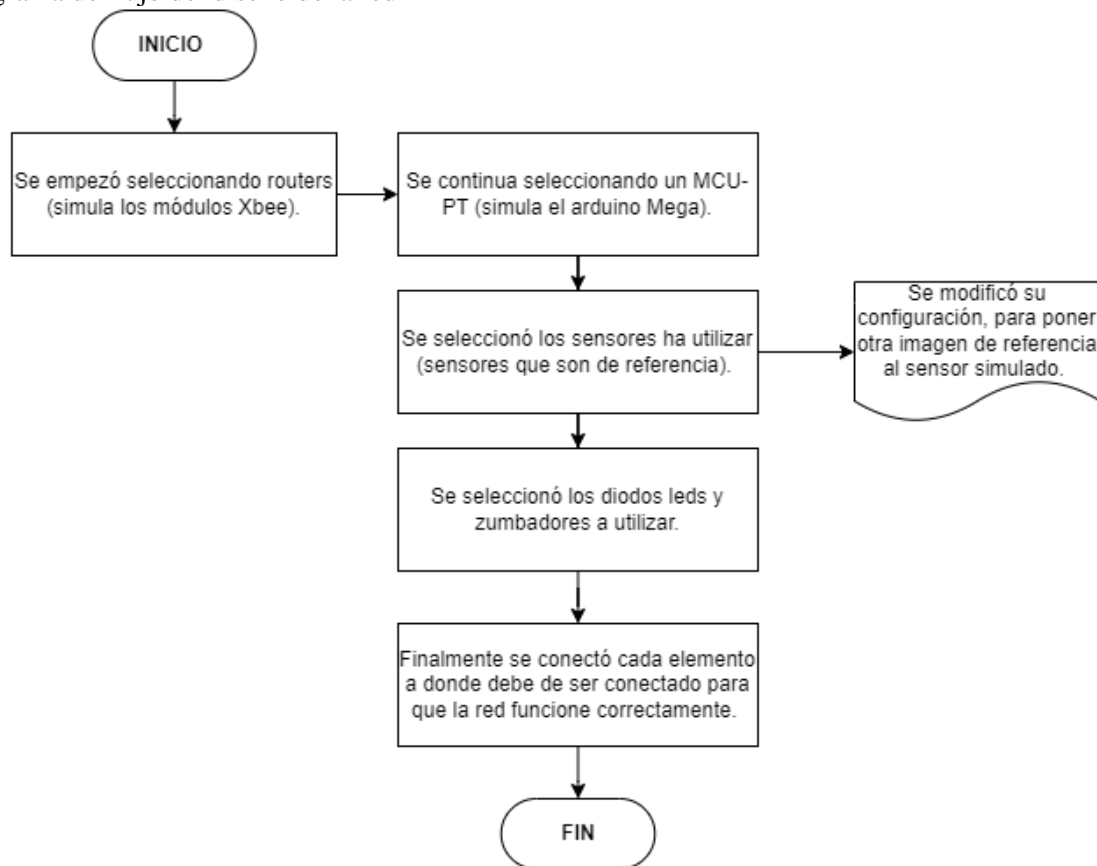 INICIO
Se empezó seleccionando routers
(simula los módulos Xbee).
Se continua seleccionando un MCU-
PT (simula el arduino Mega).
Se seleccionó los sensores ha utilizar
(sensores que son de referencia).
Se modificó su
configuración, para poner
otra imagen de referencia
al sensor simulado.
Se seleccionó los diodos leds y
zumbadores a utilizar.
Finalmente se conectó cada elemento
a donde debe de ser conectado para
que la red funcione correctamente.
FIN